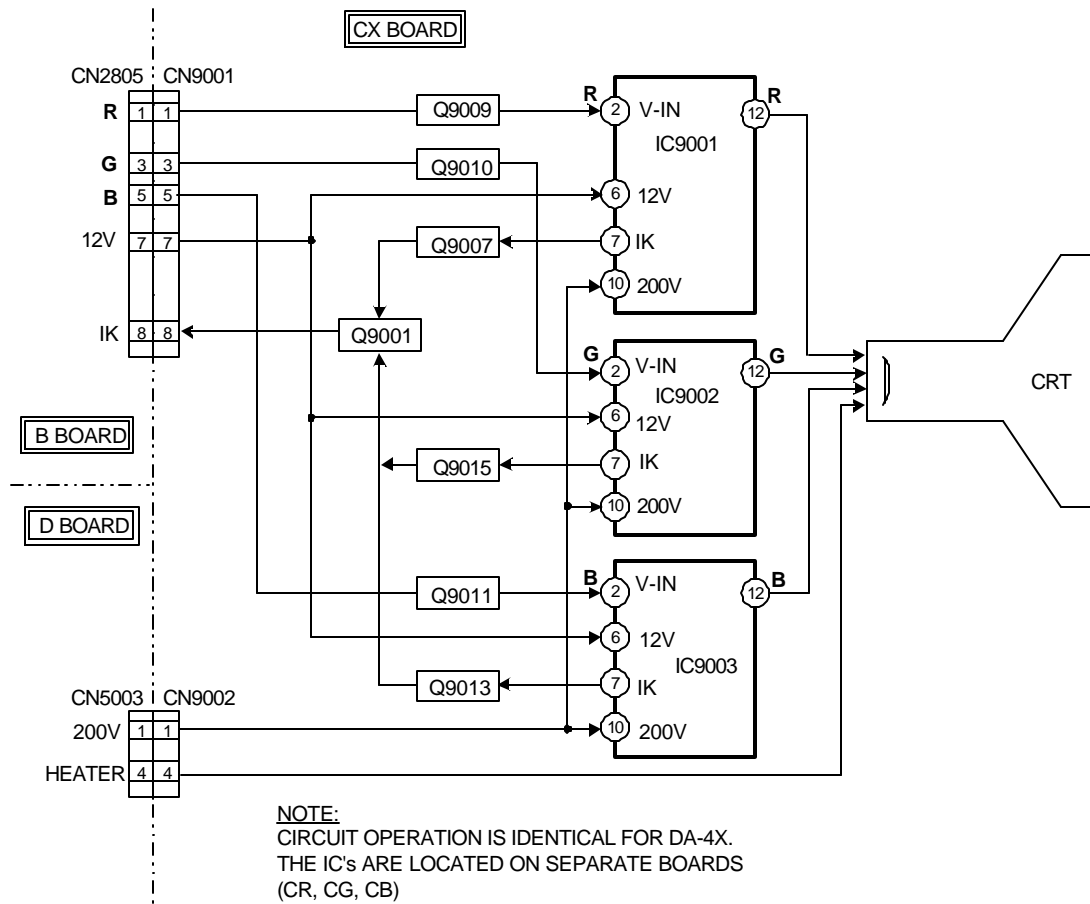 CX BOARD
CN2805 CN9001
R 1 1 Q9009 R 2 V-IN 12 R
IC9001
G 3 3 Q9010
B 5 5 6 12V
12V 7 7 Q9007 7 IK
10 200V
IK 8 8 Q9001
G 2 V-IN 12 G
IC9002
CRT
6 12V
B BOARD
Q9015 7 IK
10 200V
D BOARD
Q9011 B 2 V-IN 12 B
6 12V
IC9003
Q9013 7 IK
CN5003 CN9002
200V 1 1 10 200V
HEATER 4 4
NOTE:
CIRCUIT OPERATION IS IDENTICAL FOR DA-4X.
THE IC's ARE LOCATED ON SEPARATE BOARDS
(CR, CG, CB)